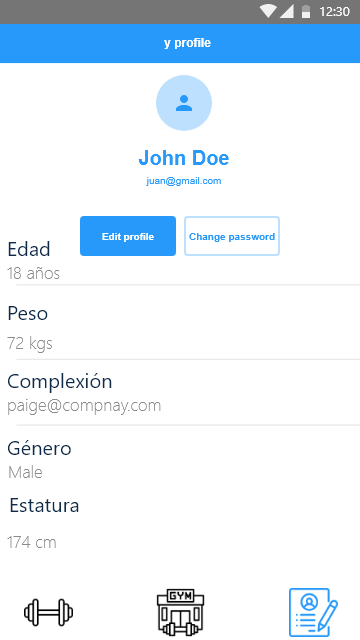 12:30
y profile
John Doe
juan@gmail.com
Edit profile
Change password
Edad
18 años
Peso
72 kgs
Complexión
paige@compnay.com
Género
Male
Estatura
174 cm
GYM